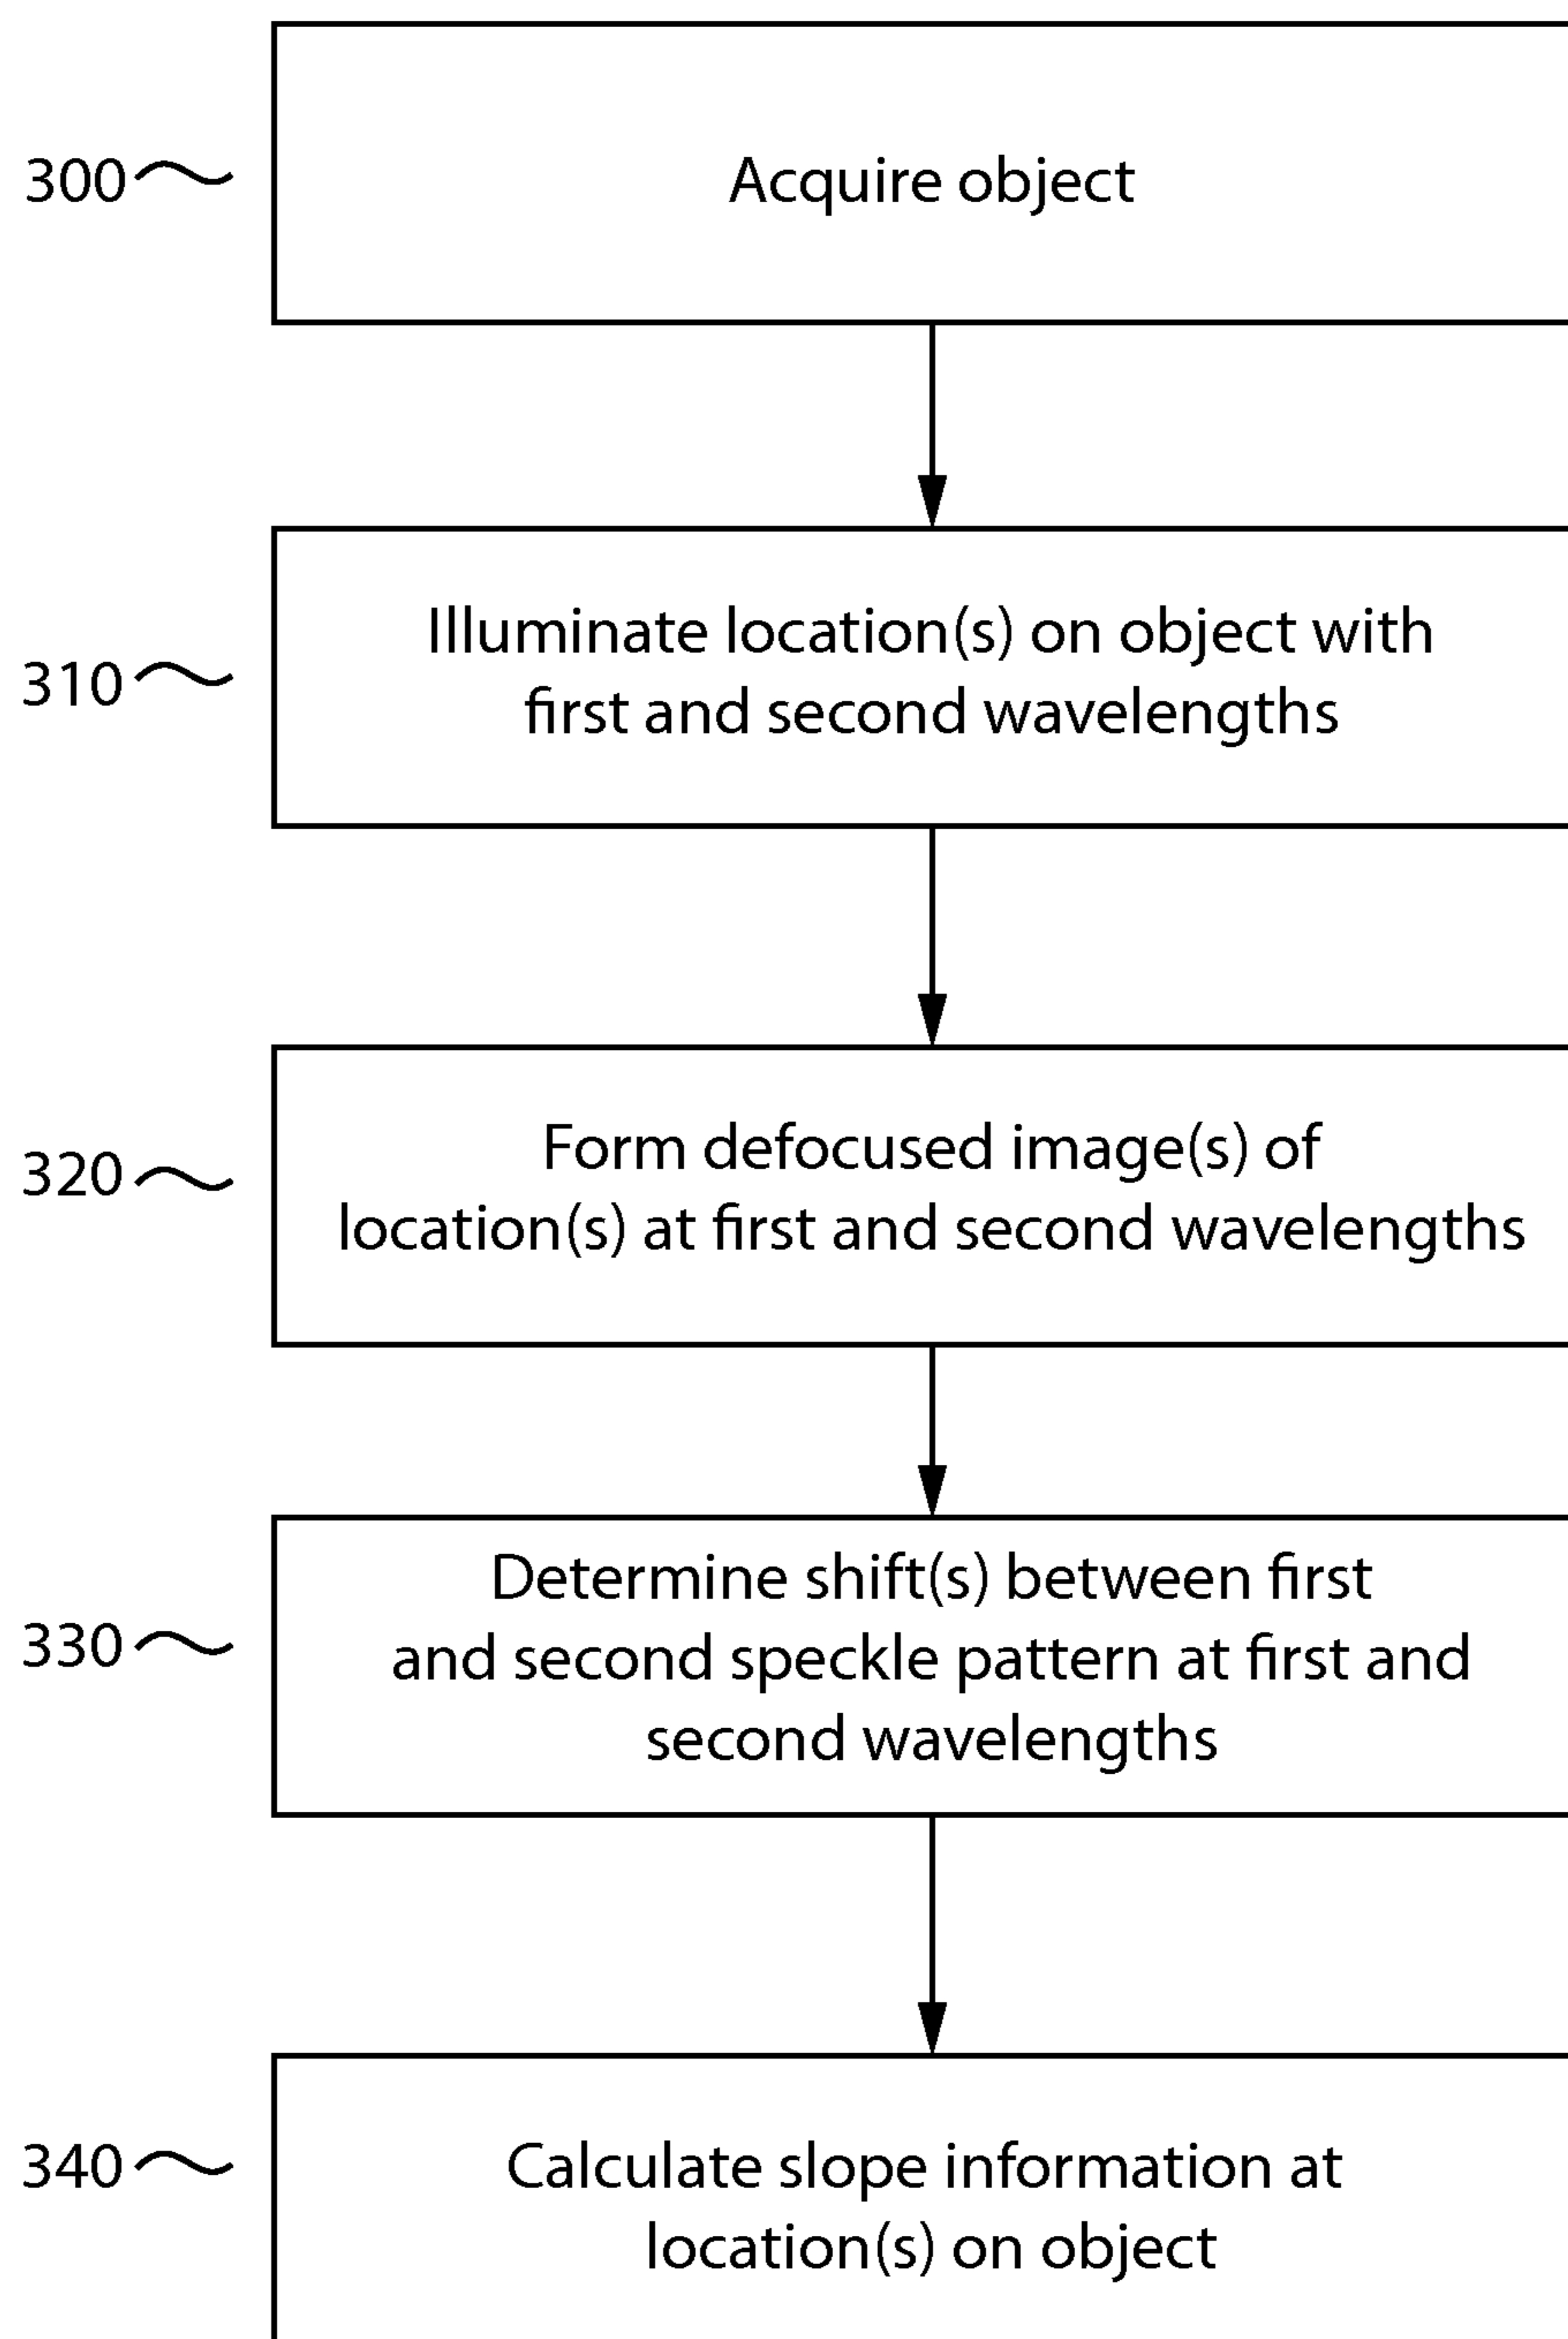 300
Acquire object
310
Illuminate location(s) on object with
first and second wavelengths
320
Form defocused image(s) of
location(s) at first and second wavelengths
330
Determine shift(s) between first
and second speckle pattern at first and
second wavelengths
340
Calculate slope information at
location(s) on object